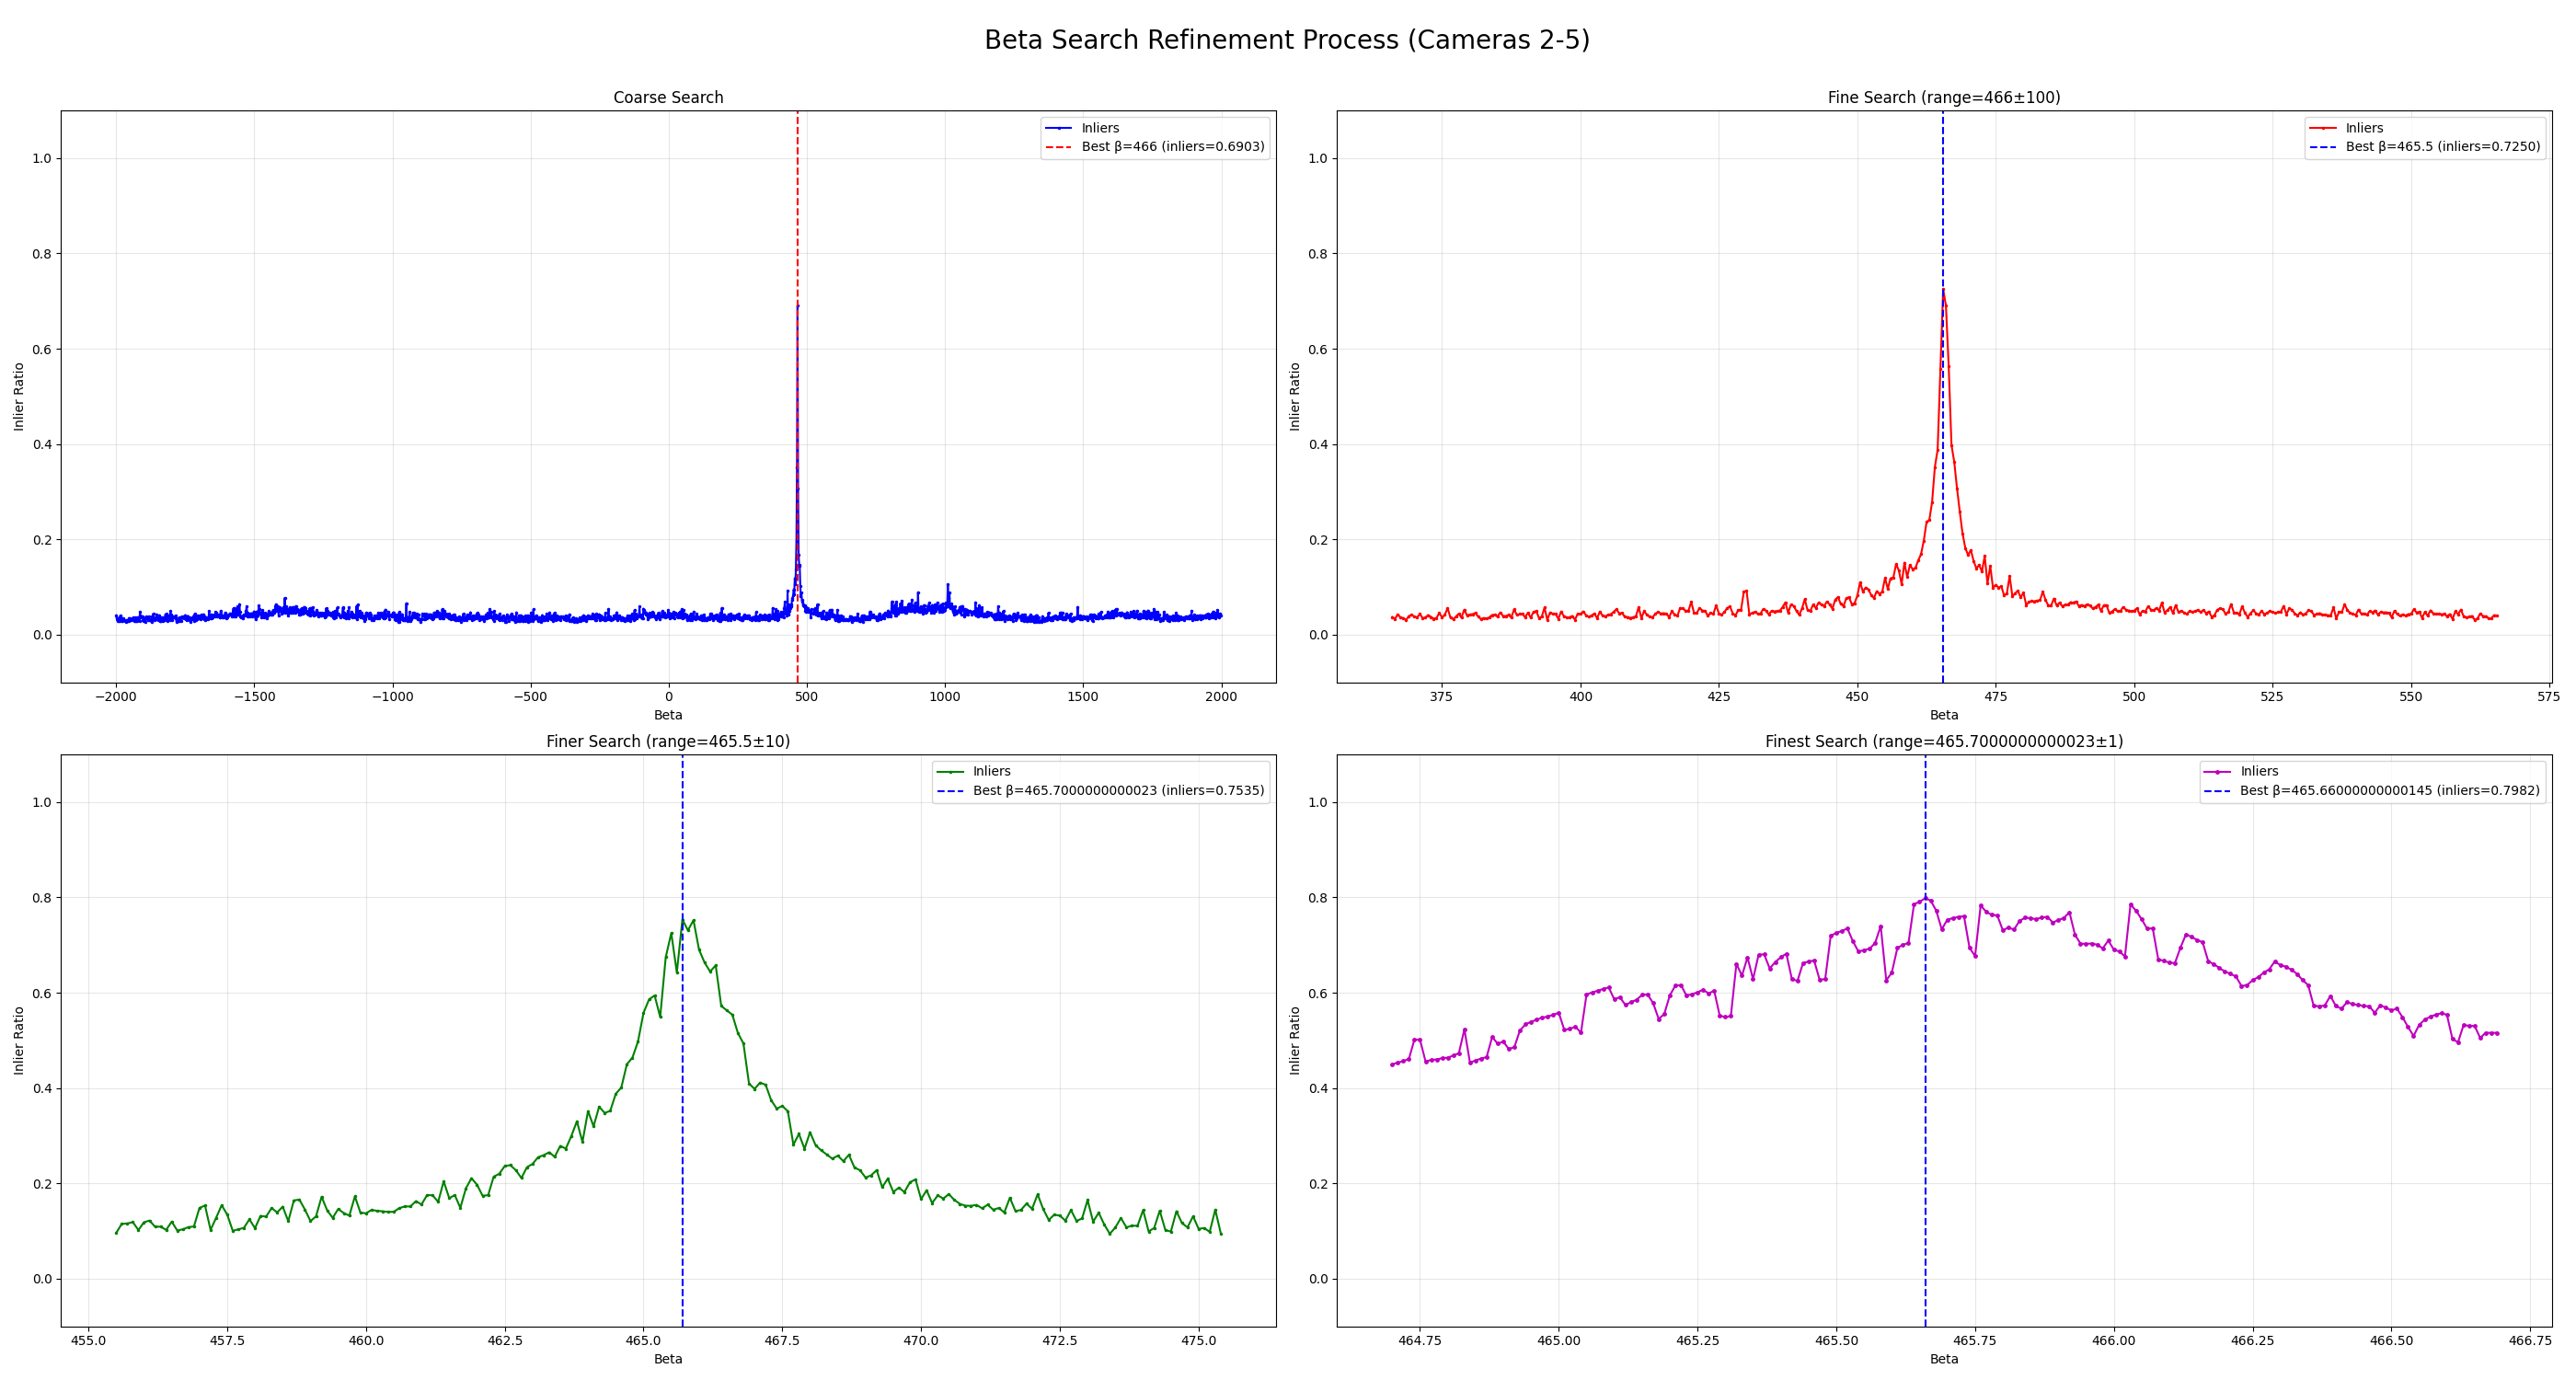 Beta Search Refinement Process (Cameras 2-5)
Coarse Search
Inliers
Best β=466 (inliers=0.6903)
1.0
0.8
0.6
0.4
0.2
0.0
Inlier Ratio
−2000 −1500 −1000 −500 0 500 1000 1500 2000
Beta
Fine Search (range=466±100)
Inliers
Best β=465.5 (inliers=0.7250)
1.0
0.8
0.6
0.4
0.2
0.0
Inlier Ratio
375 400 425 450 475 500 525 550 575
Beta
Finer Search (range=465.5±10)
Inliers
Best β=465.7000000000023 (inliers=0.7535)
1.0
0.8
0.6
0.4
0.2
0.0
Inlier Ratio
455.0 457.5 460.0 462.5 465.0 467.5 470.0 472.5 475.0
Beta
Finest Search (range=465.7000000000023±1)
Inliers
Best β=465.66000000000145 (inliers=0.7982)
1.0
0.8
0.6
0.4
0.2
0.0
Inlier Ratio
464.75 465.00 465.25 465.50 465.75 466.00 466.25 466.50 466.75
Beta